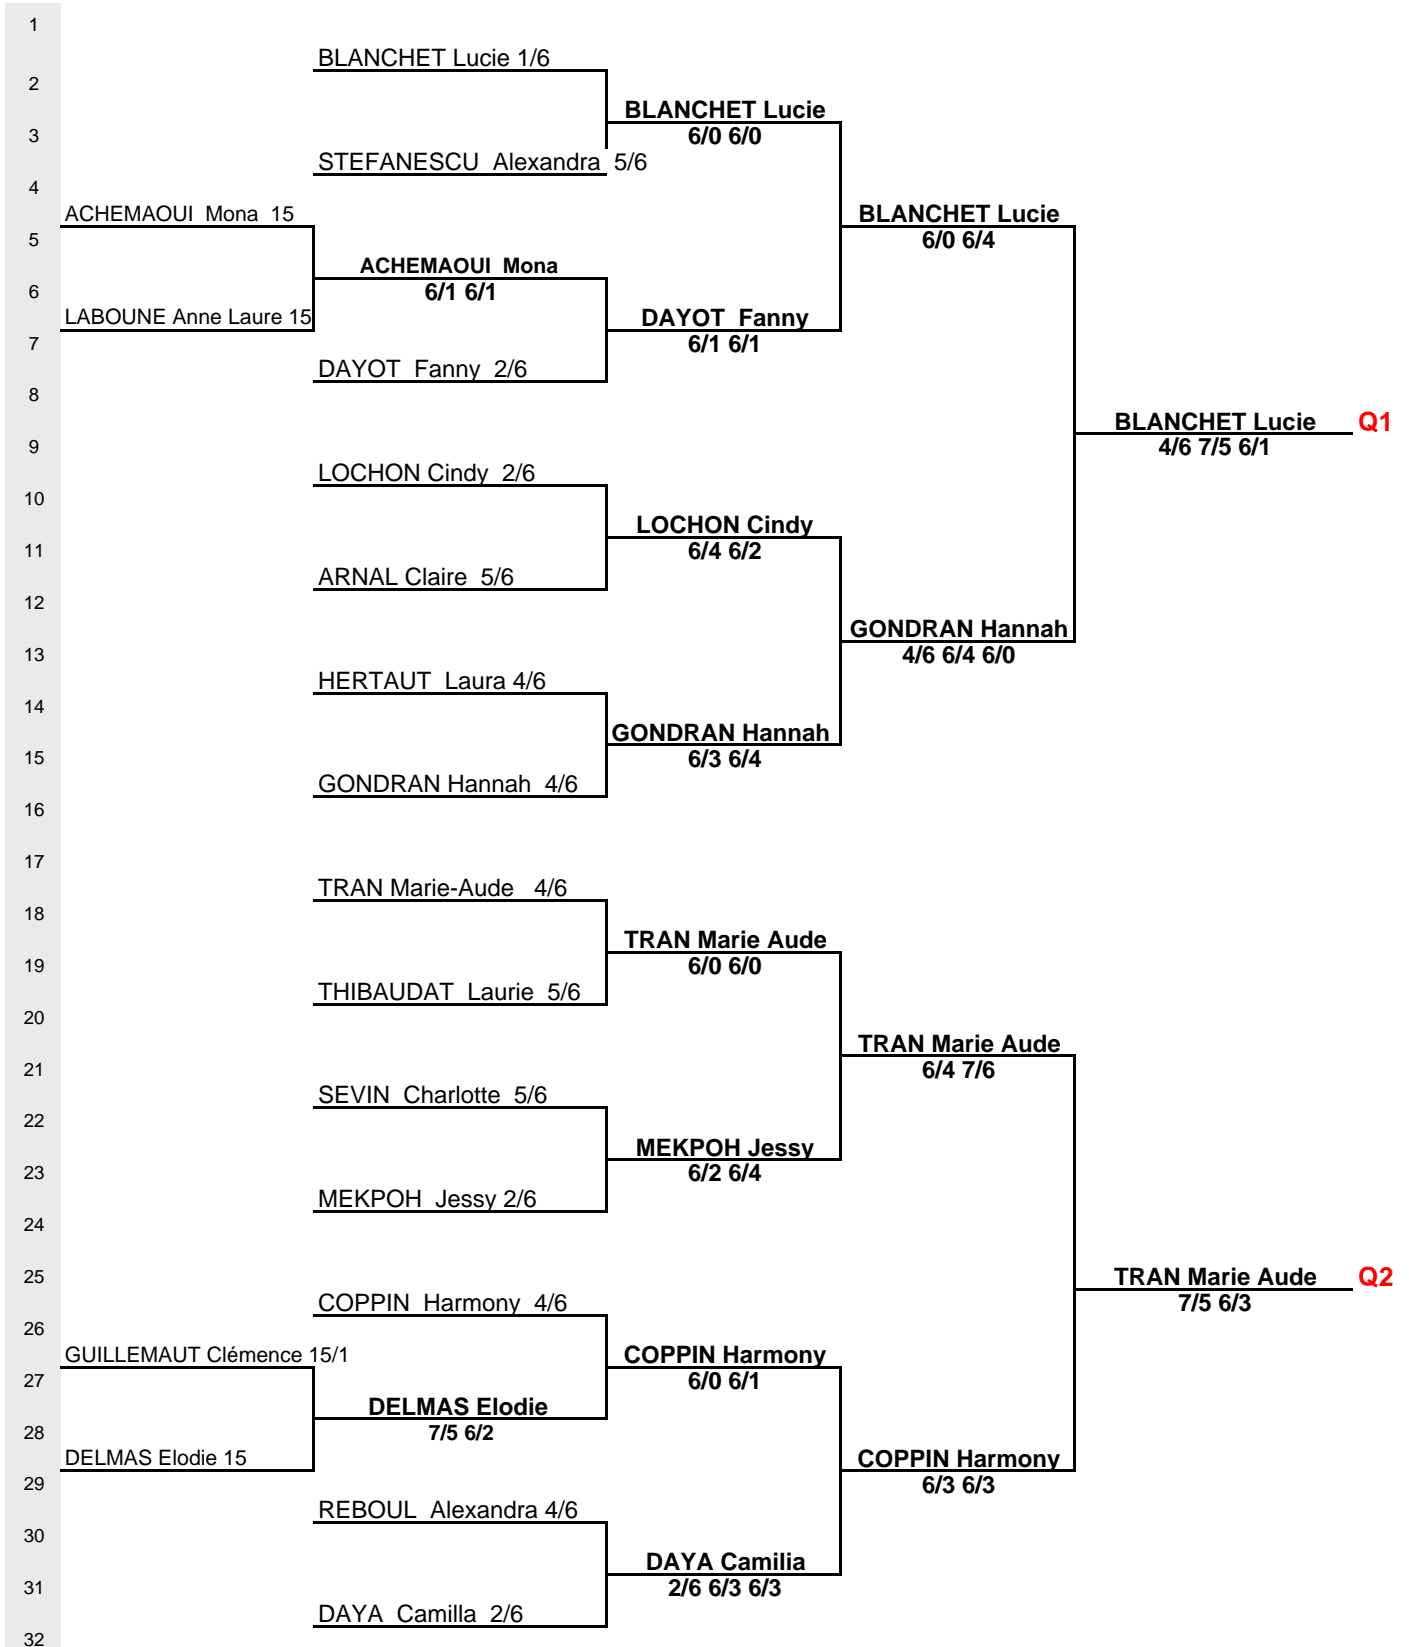 1
BLANCHET Lucie 1/6
2
BLANCHET Lucie
3
6/0 6/0
STEFANESCU Alexandra 5/6
4
ACHEMAOUI Mona 15
BLANCHET Lucie
5
6/0 6/4
ACHEMAOUI Mona
6
6/1 6/1
LABOUNE Anne Laure 15
DAYOT Fanny
7
6/1 6/1
DAYOT Fanny 2/6
8
BLANCHET Lucie Q1
9
4/6 7/5 6/1
LOCHON Cindy 2/6
10
LOCHON Cindy
11
6/4 6/2
ARNAL Claire 5/6
12
GONDRAN Hannah
13
4/6 6/4 6/0
HERTAUT Laura 4/6
14
GONDRAN Hannah
15
6/3 6/4
GONDRAN Hannah 4/6
16
17
TRAN Marie-Aude 4/6
18
TRAN Marie Aude
19
6/0 6/0
THIBAUDAT Laurie 5/6
20
TRAN Marie Aude
21
6/4 7/6
SEVIN Charlotte 5/6
22
MEKPOH Jessy
23
6/2 6/4
MEKPOH Jessy 2/6
24
25
TRAN Marie Aude Q2
7/5 6/3
COPPIN Harmony 4/6
26
GUILLEMAUT Clémence 15/1
COPPIN Harmony
27
6/0 6/1
DELMAS Elodie
28
7/5 6/2
DELMAS Elodie 15
COPPIN Harmony
29
6/3 6/3
REBOUL Alexandra 4/6
30
DAYA Camilia
31
2/6 6/3 6/3
DAYA Camilla 2/6
32